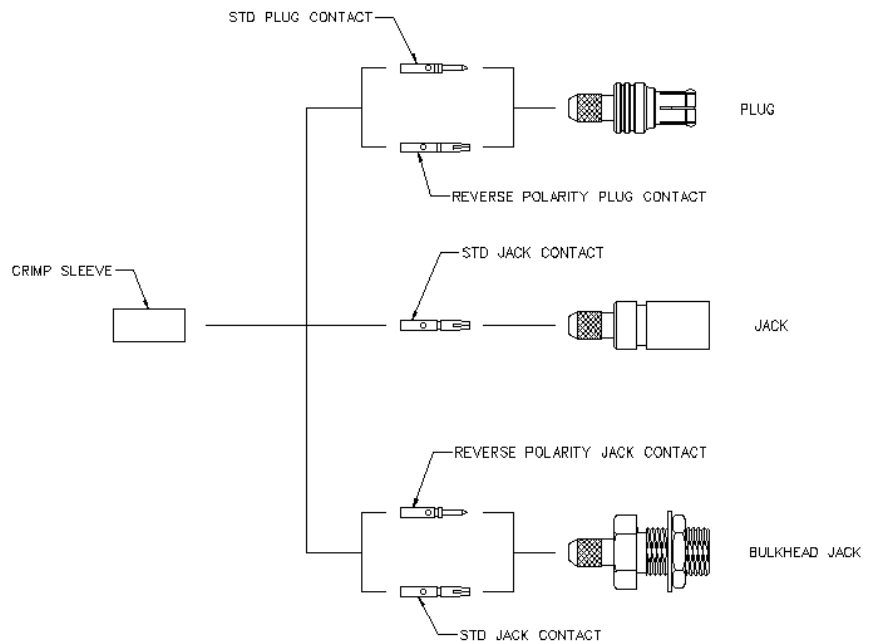 STD PLUG CONTACT
PLUG
REVERSE POLARITY PLUG CONTACT
STD JACK CONTACT
CRIMP SLEEVE
JACK
REVERSE POLARITY JACK CONTACT
BULKHEAD JACK
STD JACK CONTACT